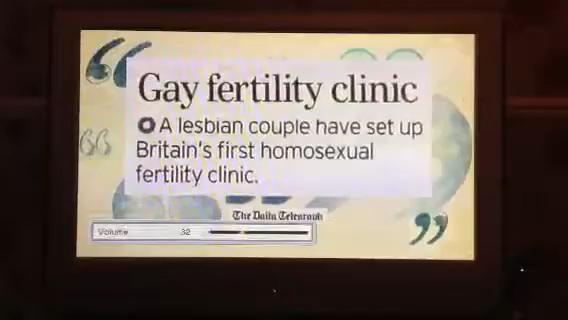 Gay fertility clinic
A lesbian couple have set up
Britain's first homosexual
fertility clinic.
The Daily Telegraph
Volume 32